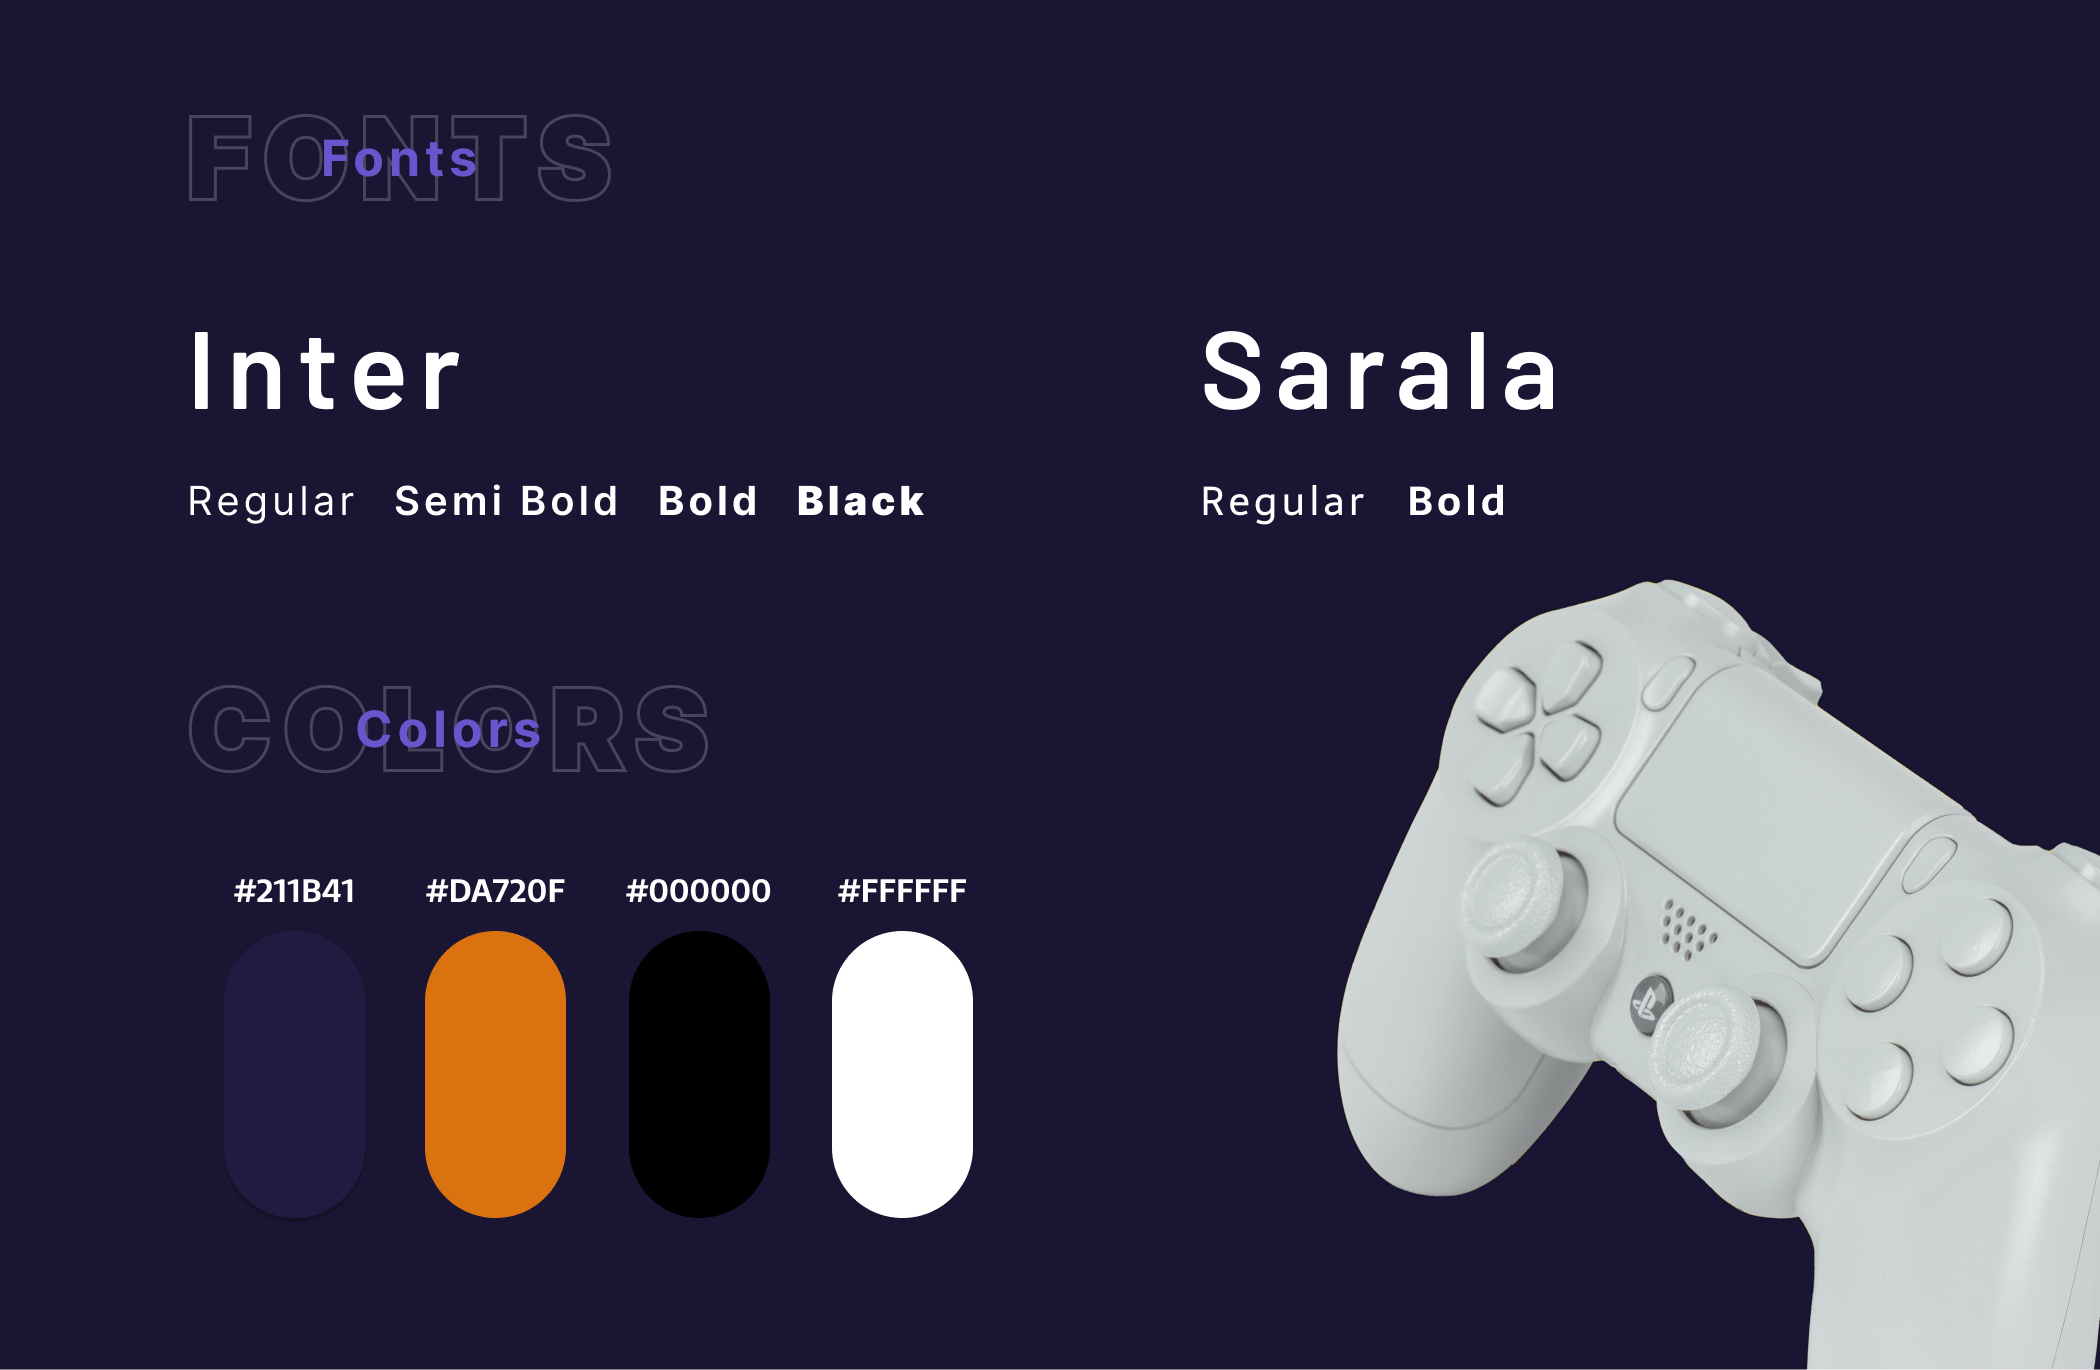 FONTS
Fonts
Inter
Sarala
Regular Semi Bold Bold Black
Regular Bold
COLORS
Colors
#211B41 #DA720F #000000 #FFFFFF